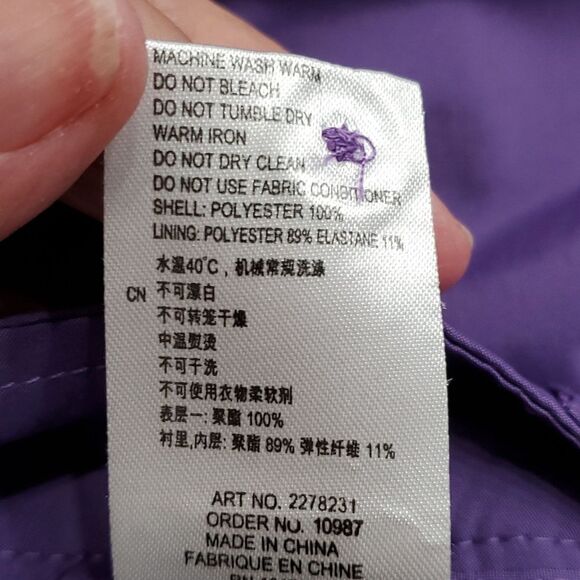 MACHINE WASH WARM
DO NOT BLEACH
DO NOT TUMBLE DRY
WARM IRON
DO NOT DRY CLEAN
DO NOT USE FABRIC CONDITIONER
SHELL: POLYESTER 100%
LINING: POLYESTER 89% ELASTANE 11%
水温40°C，机械常规洗涤
CN 不可漂白
不可转笼干燥
中温熨烫
不可干洗
不可使用衣物柔软剂
表层一: 聚酯 100%
衬里,内层: 聚酯 89% 弹性纤维 11%
ART NO. 2278231
ORDER NO. 10987
MADE IN CHINA
FABRIQUE EN CHINE